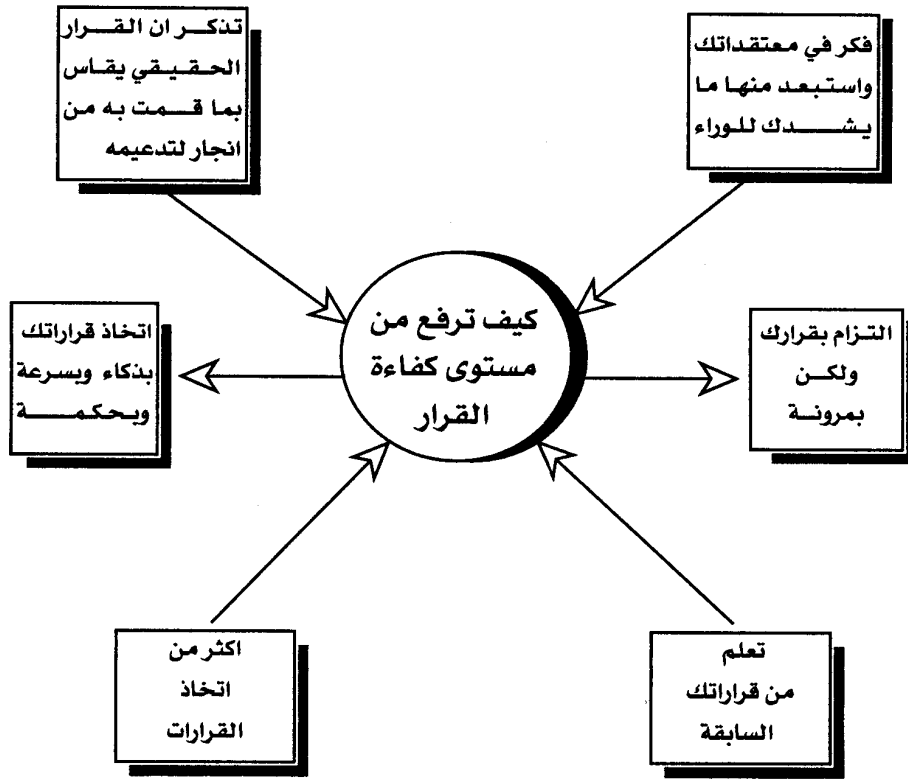 فكر في معتقداتك
واستبعد منها ما
يشدك للوراء
تذكر ان القرار
الحقيقي يقاس
بما قمت به من
انجار لتدعيمه
كيف ترفع من
مستوى كفاءة
القرار
التزام بقرارك
ولكن
بمرونة
اتخاذ قراراتك
بذكاء وبسرعة
وبحكمة
تعلم
من قراراتك
السابقة
اكثر من
اتخاذ
القرارات